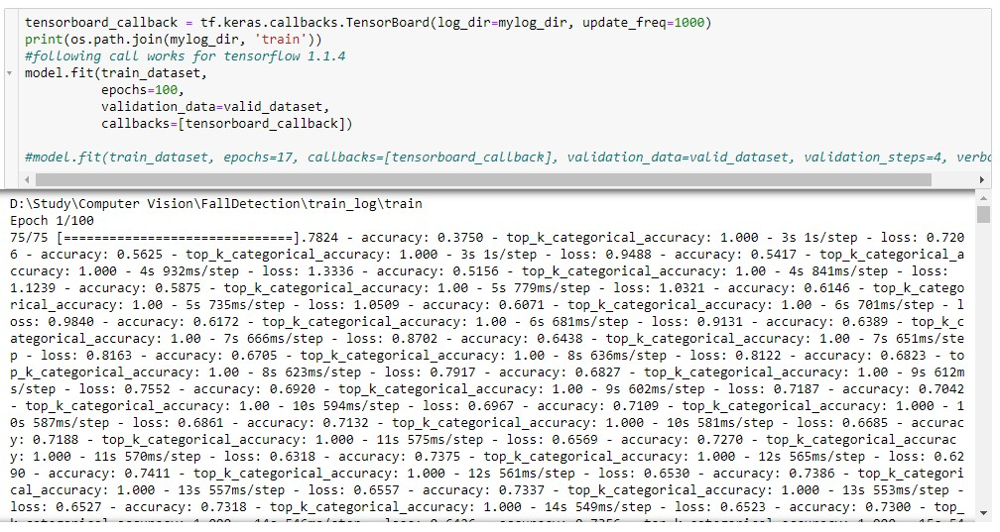 tensorboard_callback = tf.keras.callbacks.TensorBoard(log_dir=mylog_dir, update_freq=1000)
print(os.path.join(mylog_dir, 'train'))
#following call works for tensorflow 1.1.4
model.fit(train_dataset,
          epochs=100,
          validation_data=valid_dataset,
          callbacks=[tensorboard_callback])

#model.fit(train_dataset, epochs=17, callbacks=[tensorboard_callback], validation_data=valid_dataset, validation_steps=4, verbo
D:\Study\Computer Vision\FallDetection\train_log\train
Epoch 1/100
75/75 [==============================].7824 - accuracy: 0.3750 - top_k_categorical_accuracy: 1.000 - 3s 1s/step - loss: 0.720
6 - accuracy: 0.5625 - top_k_categorical_accuracy: 1.000 - 3s 1s/step - loss: 0.9488 - accuracy: 0.5417 - top_k_categorical_a
ccuracy: 1.000 - 4s 932ms/step - loss: 1.3336 - accuracy: 0.5156 - top_k_categorical_accuracy: 1.00 - 4s 841ms/step - loss:
1.1239 - accuracy: 0.5875 - top_k_categorical_accuracy: 1.00 - 5s 779ms/step - loss: 1.0321 - accuracy: 0.6146 - top_k_catego
rical_accuracy: 1.00 - 5s 735ms/step - loss: 1.0509 - accuracy: 0.6071 - top_k_categorical_accuracy: 1.00 - 6s 701ms/step - l
oss: 0.9840 - accuracy: 0.6172 - top_k_categorical_accuracy: 1.00 - 6s 681ms/step - loss: 0.9131 - accuracy: 0.6389 - top_k_c
ategorical_accuracy: 1.00 - 7s 666ms/step - loss: 0.8702 - accuracy: 0.6438 - top_k_categorical_accuracy: 1.00 - 7s 651ms/ste
p - loss: 0.8163 - accuracy: 0.6705 - top_k_categorical_accuracy: 1.00 - 8s 636ms/step - loss: 0.8122 - accuracy: 0.6823 - to
p_k_categorical_accuracy: 1.00 - 8s 623ms/step - loss: 0.7917 - accuracy: 0.6827 - top_k_categorical_accuracy: 1.00 - 9s 612m
s/step - loss: 0.7552 - accuracy: 0.6920 - top_k_categorical_accuracy: 1.00 - 9s 602ms/step - loss: 0.7187 - accuracy: 0.7042
- top_k_categorical_accuracy: 1.00 - 10s 594ms/step - loss: 0.6967 - accuracy: 0.7109 - top_k_categorical_accuracy: 1.000 - 1
0s 587ms/step - loss: 0.6861 - accuracy: 0.7132 - top_k_categorical_accuracy: 1.000 - 10s 581ms/step - loss: 0.6685 - accurac
y: 0.7188 - top_k_categorical_accuracy: 1.000 - 11s 575ms/step - loss: 0.6569 - accuracy: 0.7270 - top_k_categorical_accurac
y: 1.000 - 11s 570ms/step - loss: 0.6318 - accuracy: 0.7375 - top_k_categorical_accuracy: 1.000 - 12s 565ms/step - loss: 0.62
90 - accuracy: 0.7411 - top_k_categorical_accuracy: 1.000 - 12s 561ms/step - loss: 0.6530 - accuracy: 0.7386 - top_k_categori
cal_accuracy: 1.000 - 13s 557ms/step - loss: 0.6557 - accuracy: 0.7337 - top_k_categorical_accuracy: 1.000 - 13s 553ms/step -
loss: 0.6527 - accuracy: 0.7318 - top_k_categorical_accuracy: 1.000 - 14s 549ms/step - loss: 0.6523 - accuracy: 0.7300 - top_